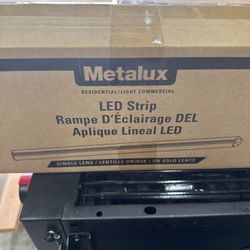 Metalux
RESIDENTIAL/LIGHT COMMERCIAL
LED Strip
Rampe D'Éclairage DEL
Aplique Lineal LED
SINGLE LENS / LENTILLE UNIQUE / UN SOLO LENTE